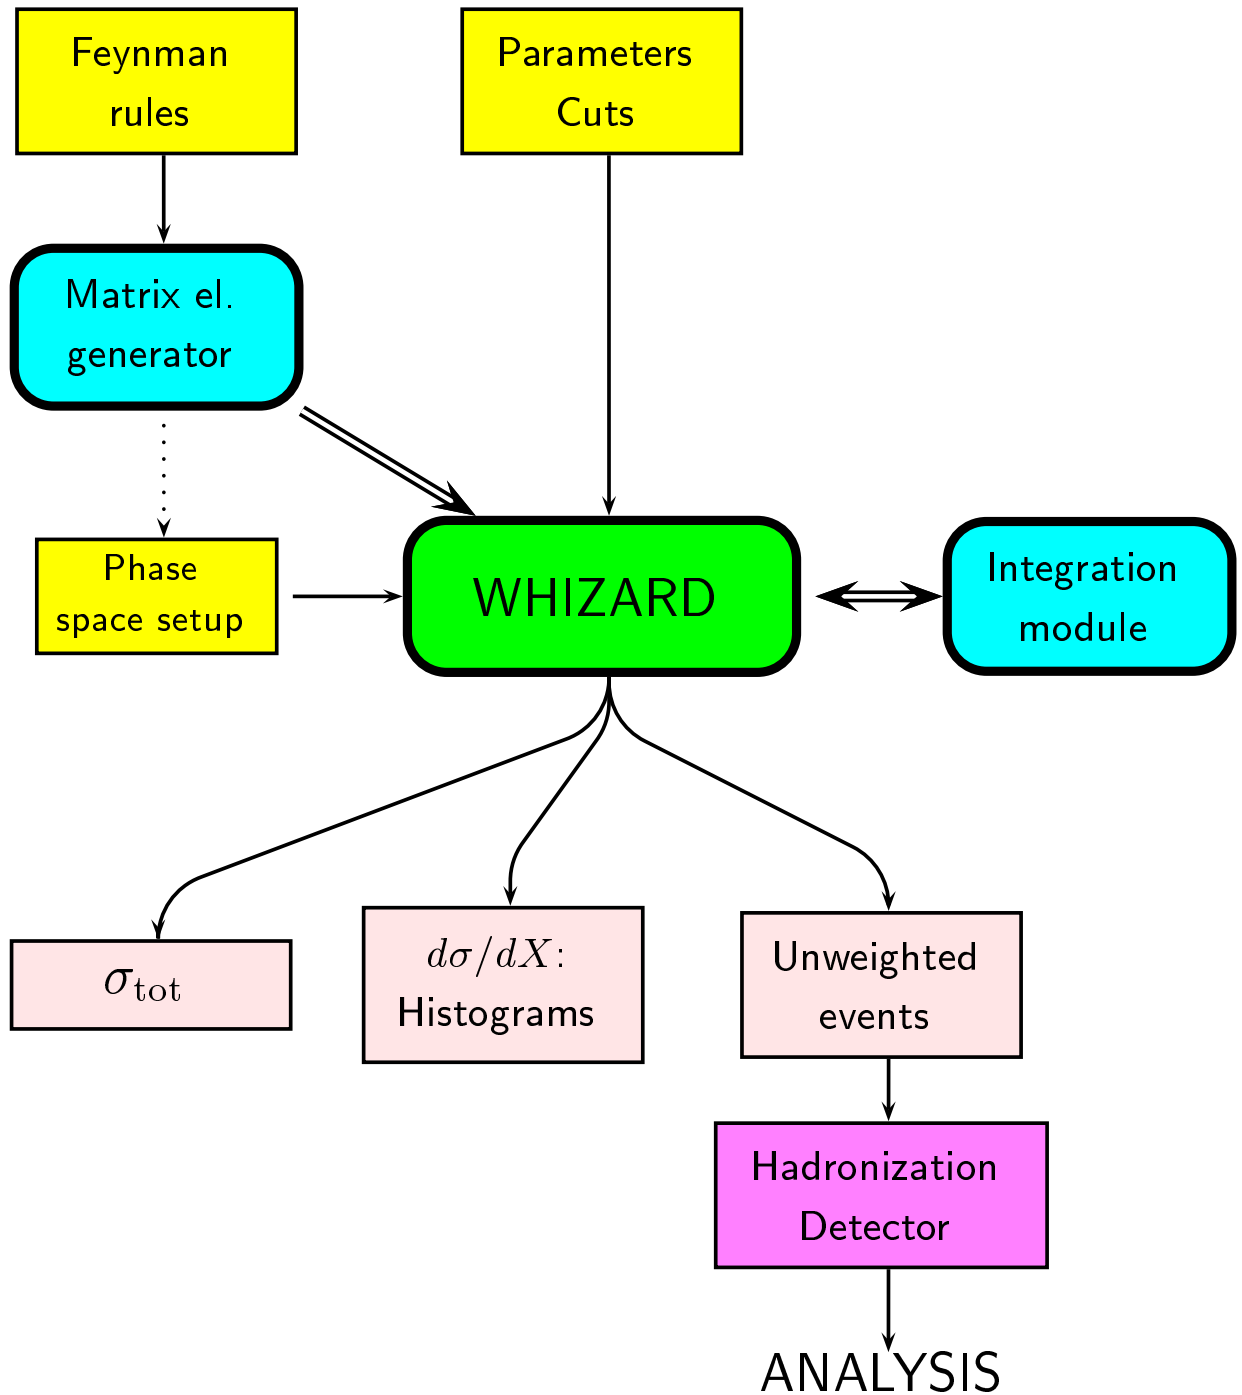 Feynman
rules
Parameters
Cuts
Matrix el.
generator
Phase
space setup
WHIZARD
Integration
module
σ_tot
dσ/dX:
Histograms
Unweighted
events
Hadronization
Detector
ANALYSIS